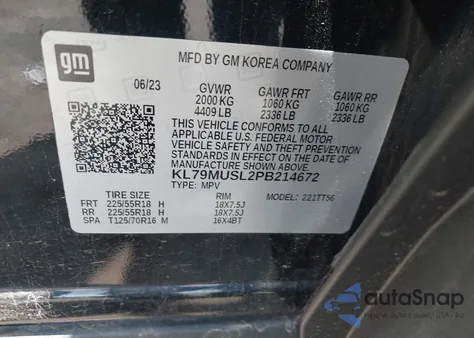 gm
MFD BY GM KOREA COMPANY
06/23 GVWR GAWR FRT GAWR RR
2000 KG 1060 KG 1060 KG
4409 LB 2336 LB 2336 LB
THIS VEHICLE CONFORMS TO ALL
APPLICABLE U.S. FEDERAL MOTOR
VEHICLE SAFETY, BUMPER, AND
THEFT PREVENTION STANDARDS IN
EFFECT ON THE DATE OF
MANUFACTURE SHOWN ABOVE.
KL79MUSL2PB214672
TYPE: MPV
TIRE SIZE RIM MODEL: 221TT56
FRT 225/55R18 H 18X7.5J
RR 225/55R18 H 18X7.5J
SPA T125/70R16 M 16X4BT
autoSnap